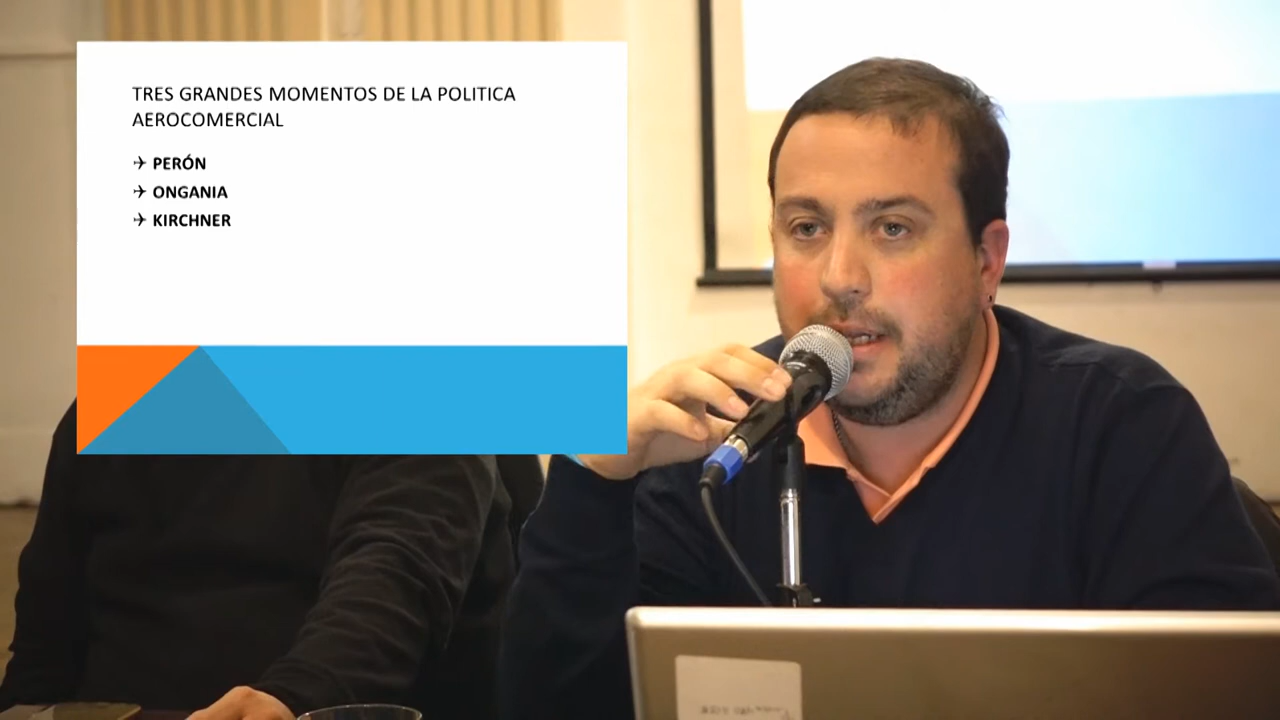 TRES GRANDES MOMENTOS DE LA POLITICA
AEROCOMERCIAL
✈ PERÓN
✈ ONGANIA
✈ KIRCHNER